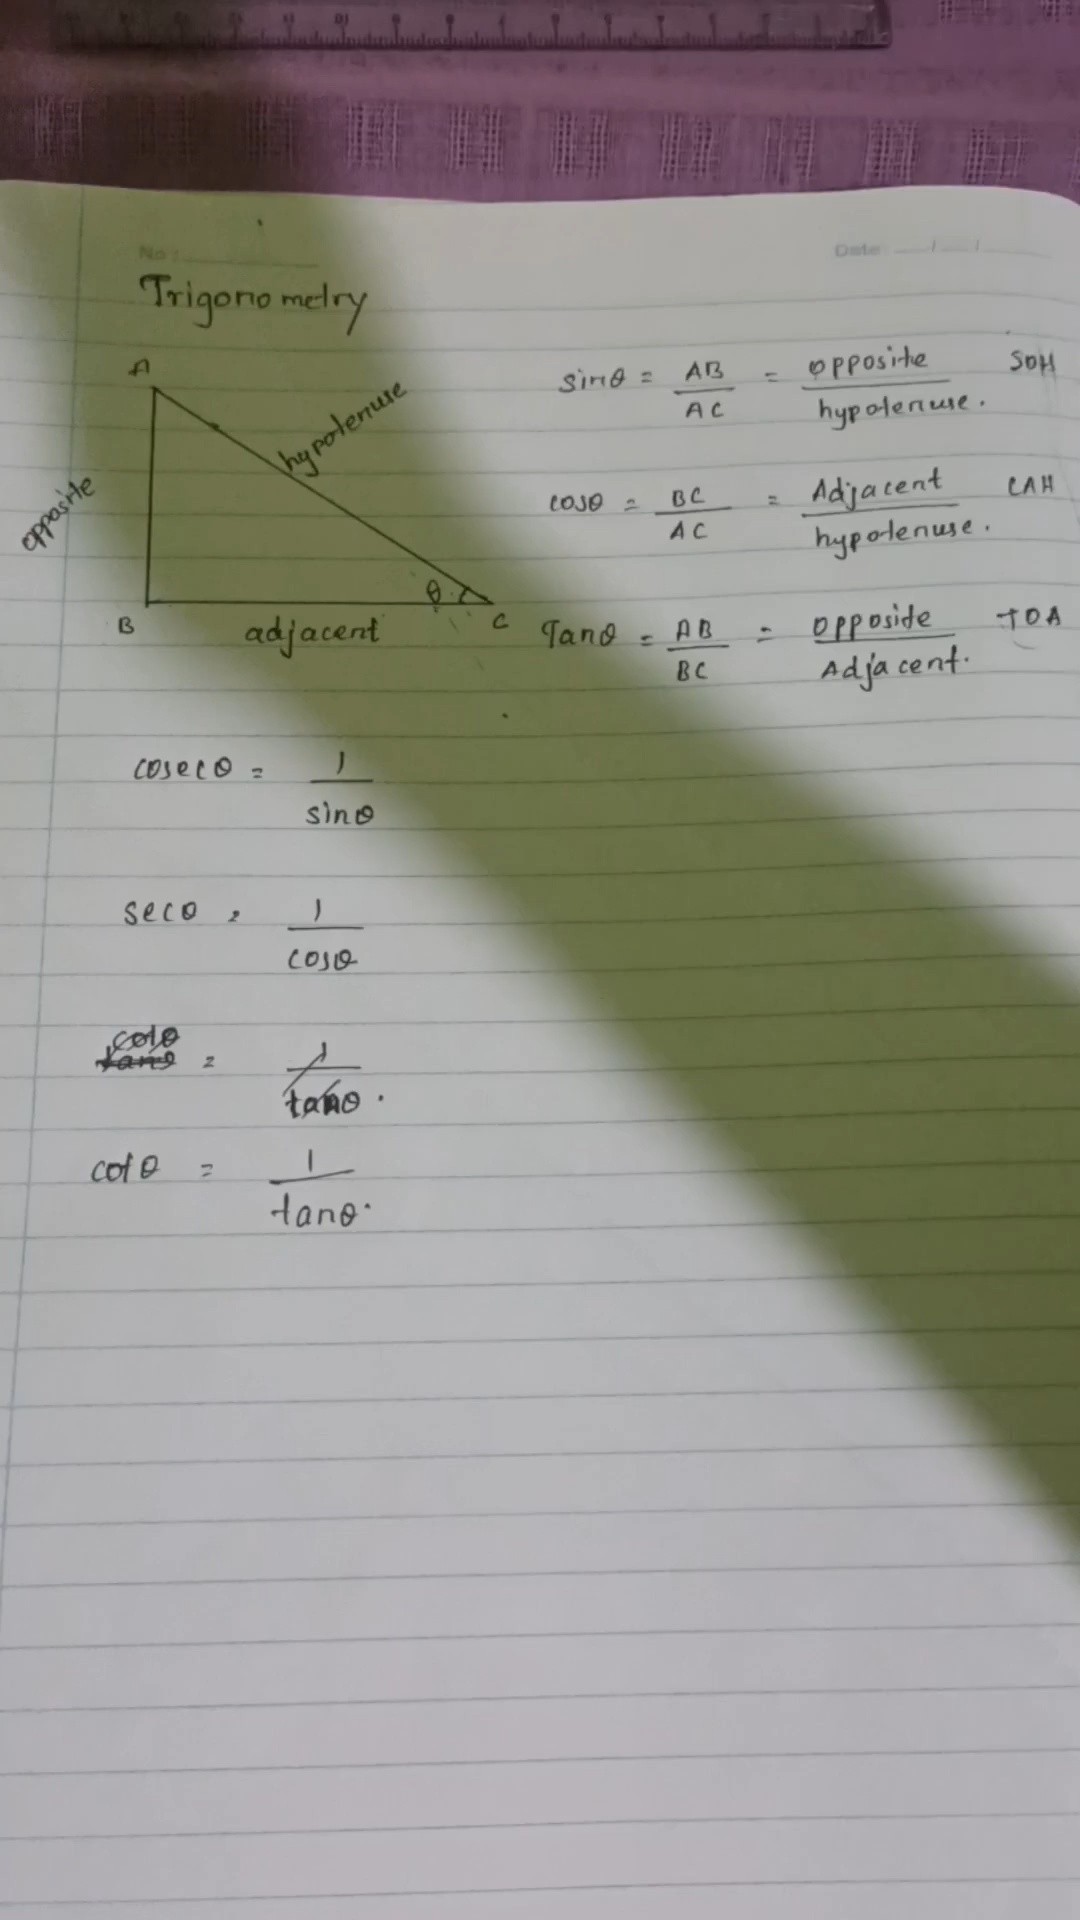 No :
Date / /
Trigonometry
A
hypotenuse
opposite
B
adjacent
C
θ
sinθ = AB/AC = opposite/hypotenuse. SOH
cosθ = BC/AC = Adjacent/hypotenuse. CAH
Tanθ = AB/BC = opposite/Adjacent. TOA
cosecθ = 1/sinθ
secθ = 1/cosθ
cotθ
tanθ = 1/tanθ.
cotθ = 1/tanθ.